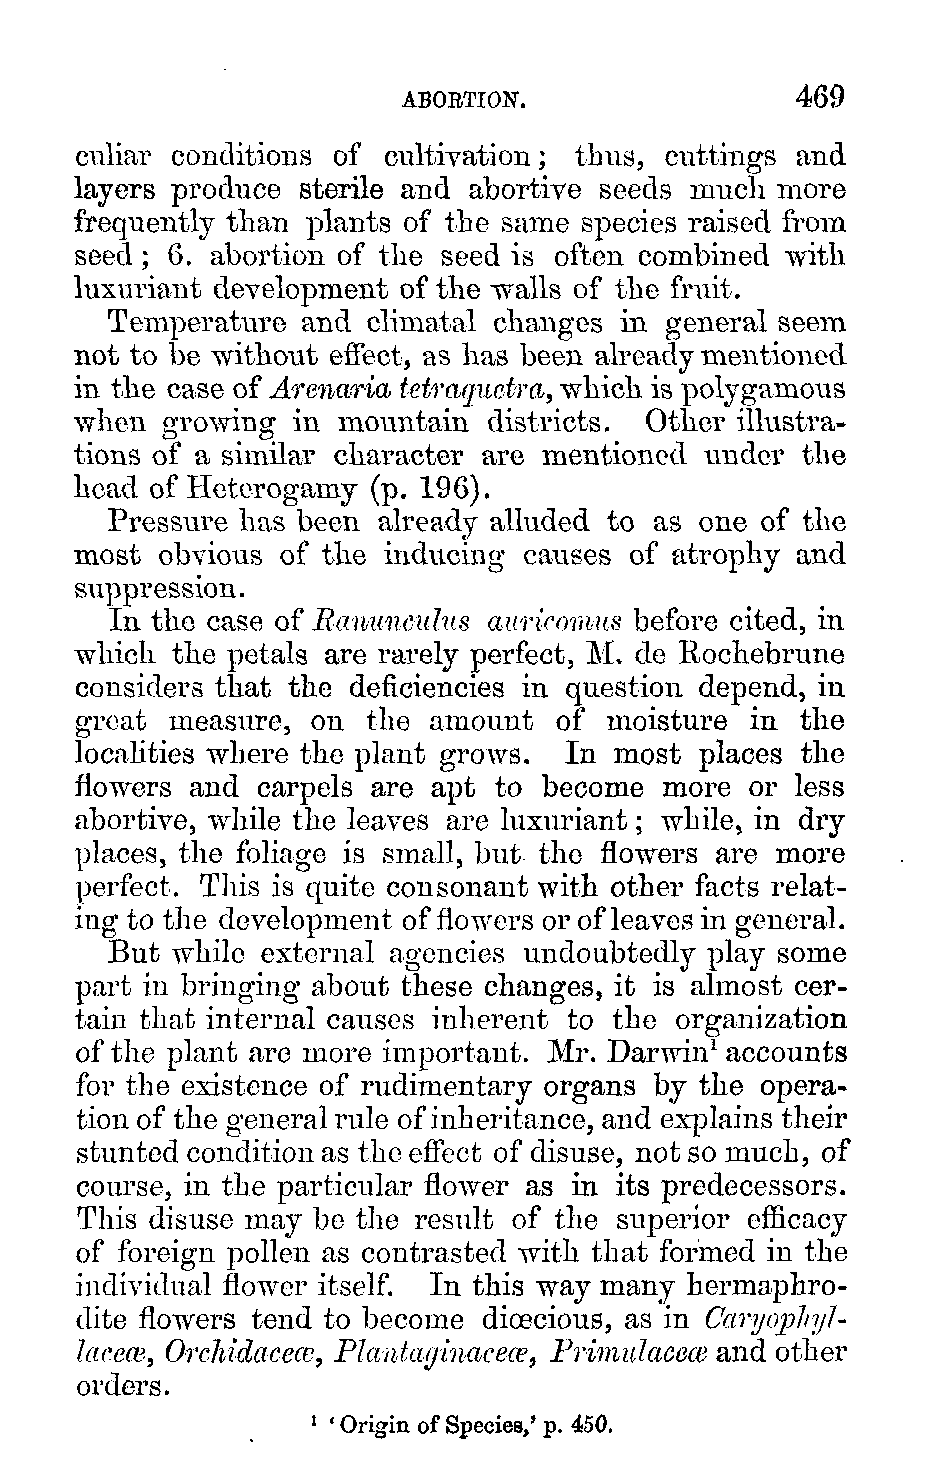 ABORTION. 469
culiar conditions of cultivation; thus, cuttings and
layers produce sterile and abortive seeds much more
frequently than plants of the same species raised from
seed; 6. abortion of the seed is often combined with
luxuriant development of the walls of the fruit.
Temperature and climatal changes in general seem
not to be without effect, as has been already mentioned
in the case of Arenaria tetraquetra, which is polygamous
when growing in mountain districts. Other illustra-
tions of a similar character are mentioned under the
head of Heterogamy (p. 196).
Pressure has been already alluded to as one of the
most obvious of the inducing causes of atrophy and
suppression.
In the case of Ranunculus auricomus before cited, in
which the petals are rarely perfect, M. de Rochebrune
considers that the deficiencies in question depend, in
great measure, on the amount of moisture in the
localities where the plant grows. In most places the
flowers and carpels are apt to become more or less
abortive, while the leaves are luxuriant; while, in dry
places, the foliage is small, but the flowers are more
perfect. This is quite consonant with other facts relat-
ing to the development of flowers or of leaves in general.
But while external agencies undoubtedly play some
part in bringing about these changes, it is almost cer-
tain that internal causes inherent to the organization
of the plant are more important. Mr. Darwin¹ accounts
for the existence of rudimentary organs by the opera-
tion of the general rule of inheritance, and explains their
stunted condition as the effect of disuse, not so much, of
course, in the particular flower as in its predecessors.
This disuse may be the result of the superior efficacy
of foreign pollen as contrasted with that formed in the
individual flower itself. In this way many hermaphro-
dite flowers tend to become diœcious, as in Caryophyl-
laceæ, Orchidaceæ, Plantaginaceæ, Primulaceæ and other
orders.
¹ ‘Origin of Species,’ p. 450.